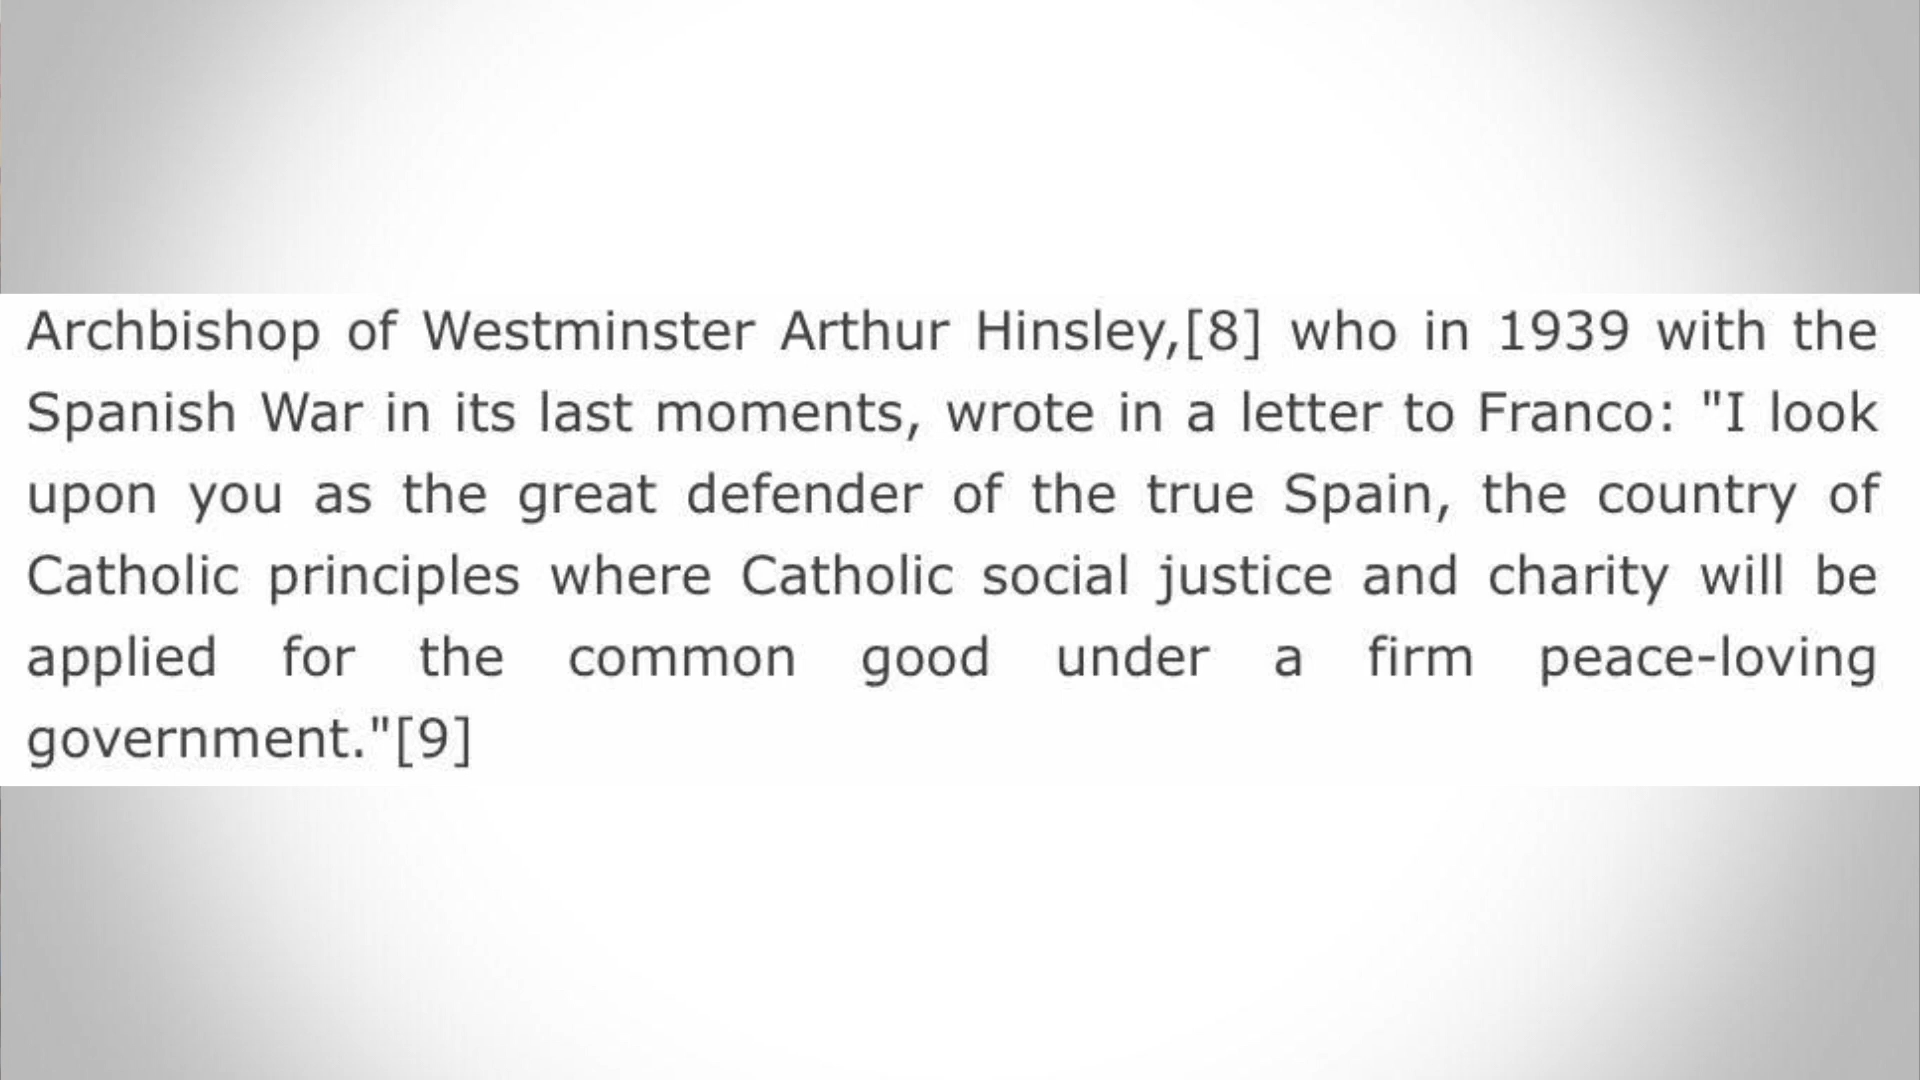 Archbishop of Westminster Arthur Hinsley,[8] who in 1939 with the
Spanish War in its last moments, wrote in a letter to Franco: "I look
upon you as the great defender of the true Spain, the country of
Catholic principles where Catholic social justice and charity will be
applied for the common good under a firm peace-loving
government."[9]